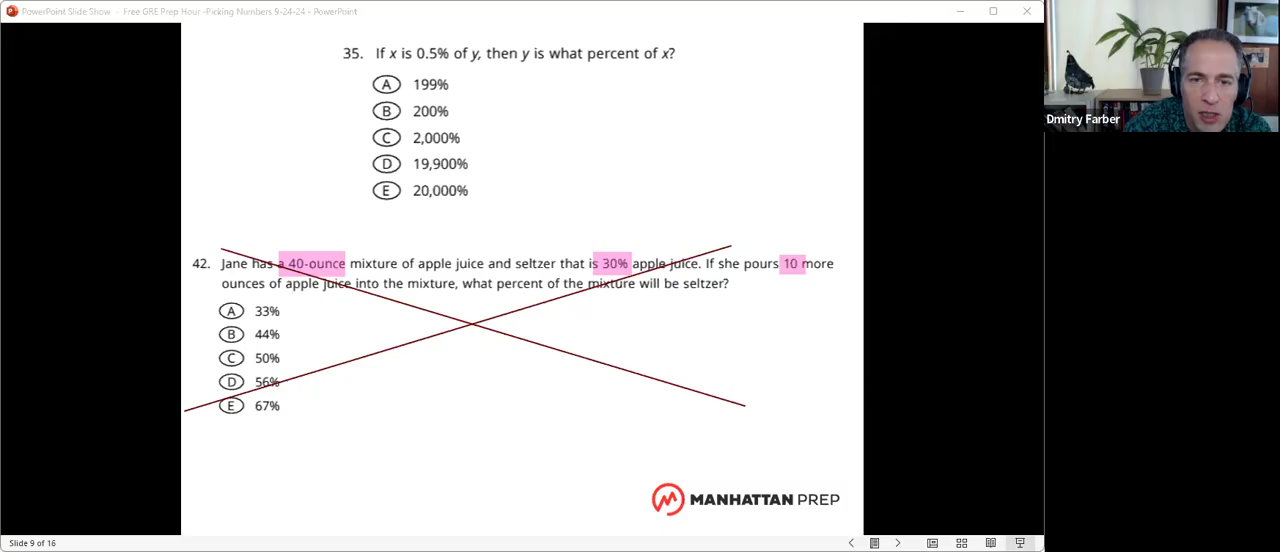 PowerPoint Slide Show - Free GRE Prep Hour -Picking Numbers 9-24-24 - PowerPoint
35. If x is 0.5% of y, then y is what percent of x?
A 199%
B 200%
C 2,000%
D 19,900%
E 20,000%
Dmitry Farber
42. Jane has a 40-ounce mixture of apple juice and seltzer that is 30% apple juice. If she pours 10 more
ounces of apple juice into the mixture, what percent of the mixture will be seltzer?
A 33%
B 44%
C 50%
D 56%
E 67%
MANHATTAN PREP
Slide 9 of 16